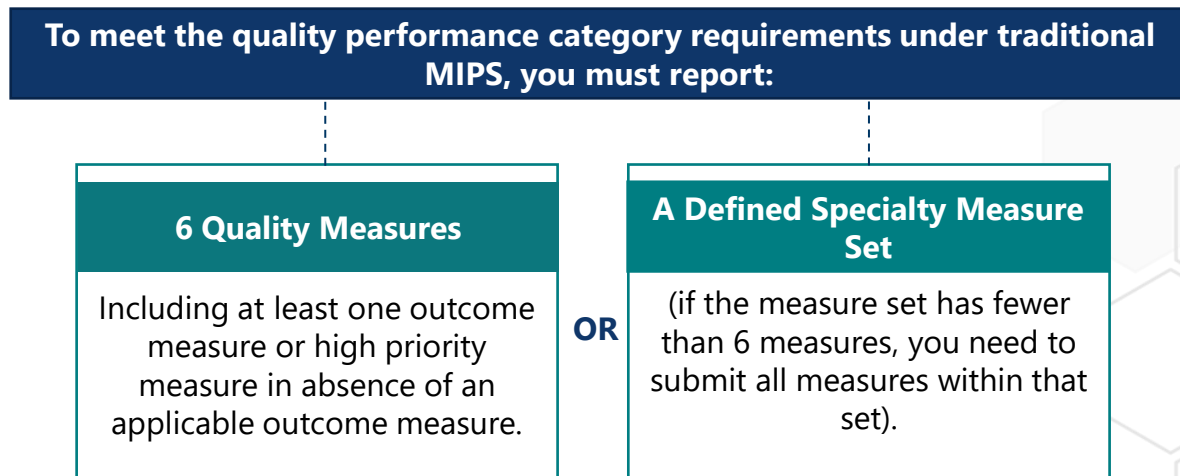 To meet the quality performance category requirements under traditional
MIPS, you must report:
6 Quality Measures
Including at least one outcome
measure or high priority
measure in absence of an
applicable outcome measure.
OR
A Defined Specialty Measure
Set
(if the measure set has fewer
than 6 measures, you need to
submit all measures within that
set).